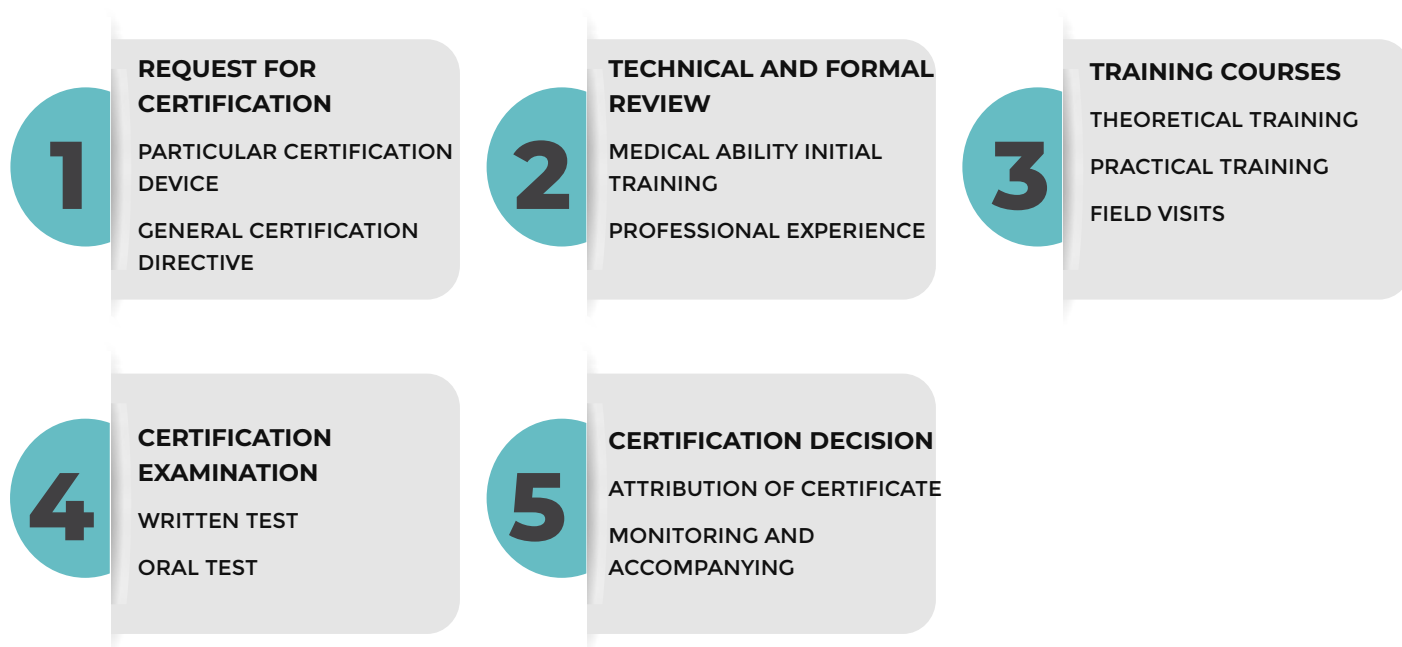 1
REQUEST FOR
CERTIFICATION
PARTICULAR CERTIFICATION
DEVICE
GENERAL CERTIFICATION
DIRECTIVE
2
TECHNICAL AND FORMAL
REVIEW
MEDICAL ABILITY INITIAL
TRAINING
PROFESSIONAL EXPERIENCE
3
TRAINING COURSES
THEORETICAL TRAINING
PRACTICAL TRAINING
FIELD VISITS
4
CERTIFICATION
EXAMINATION
WRITTEN TEST
ORAL TEST
5
CERTIFICATION DECISION
ATTRIBUTION OF CERTIFICATE
MONITORING AND
ACCOMPANYING